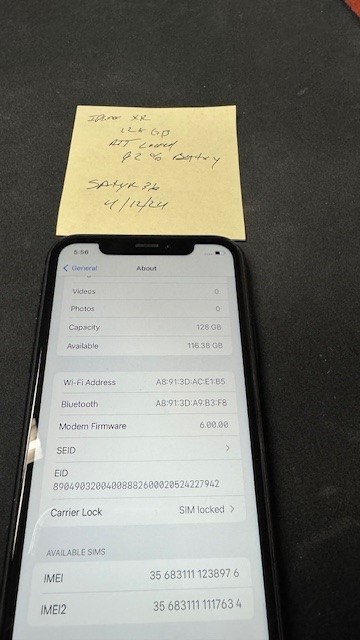 Iphone XR
128 GB
ATT Locked
82 % Battery
4/12/24
5:56
General
About
Videos 0
Photos 0
Capacity 128 GB
Available 116.38 GB
Wi-Fi Address A8:91:3D:AC:E1:B5
Bluetooth A8:91:3D:A9:B3:F8
Modem Firmware 6.00.00
SEID
EID
89049032004008882600020524227942
Carrier Lock SIM locked
AVAILABLE SIMS
IMEI 35 683111 123897 6
IMEI2 35 683111 111763 4